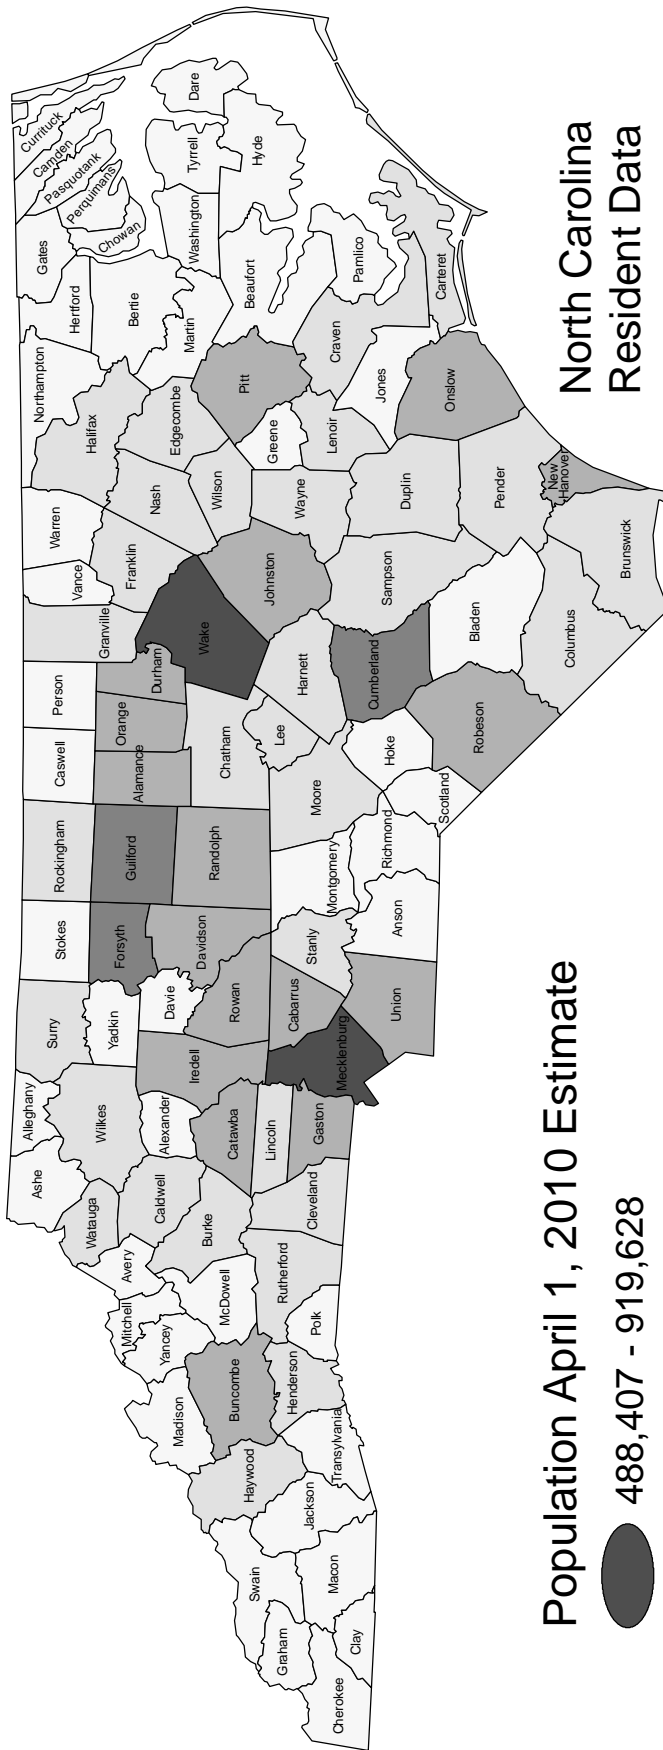 Cherokee
Graham
Clay
Swain
Macon
Jackson
Haywood
Transylvania
Madison
Buncombe
Henderson
Yancey
Mitchell
Avery
McDowell
Polk
Rutherford
Ashe
Watauga
Caldwell
Burke
Cleveland
Alleghany
Wilkes
Alexander
Catawba
Lincoln
Gaston
Surry
Yadkin
Iredell
Davie
Rowan
Mecklenburg
Cabarrus
Union
Stokes
Forsyth
Davidson
Stanly
Anson
Rockingham
Guilford
Randolph
Montgomery
Richmond
Caswell
Alamance
Chatham
Moore
Scotland
Person
Orange
Durham
Lee
Hoke
Robeson
Granville
Wake
Harnett
Cumberland
Bladen
Columbus
Vance
Warren
Franklin
Johnston
Sampson
Brunswick
Northampton
Halifax
Nash
Edgecombe
Wilson
Wayne
Greene
Lenoir
Duplin
Pender
New
Hanover
Hertford
Gates
Bertie
Martin
Pitt
Craven
Jones
Onslow
Currituck
Camden
Pasquotank
Perquimans
Chowan
Washington
Tyrrell
Dare
Beaufort
Hyde
Pamlico
Carteret
Population April 1, 2010 Estimate
488,407 - 919,628
North Carolina
Resident Data